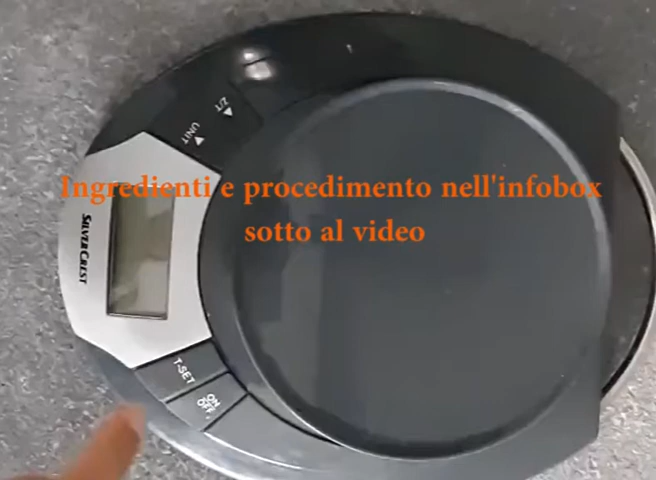 Z/T
UNIT
Ingredienti e procedimento nell'infobox
sotto al video
SILVERCREST
T-SET
ON
OFF